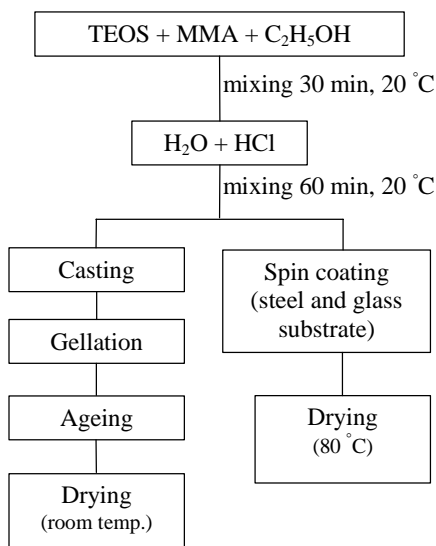 TEOS + MMA + C₂H₅OH
mixing 30 min, 20 °C
H₂O + HCl
mixing 60 min, 20 °C
Casting
Gellation
Ageing
Drying
(room temp.)
Spin coating
(steel and glass
substrate)
Drying
(80 °C)